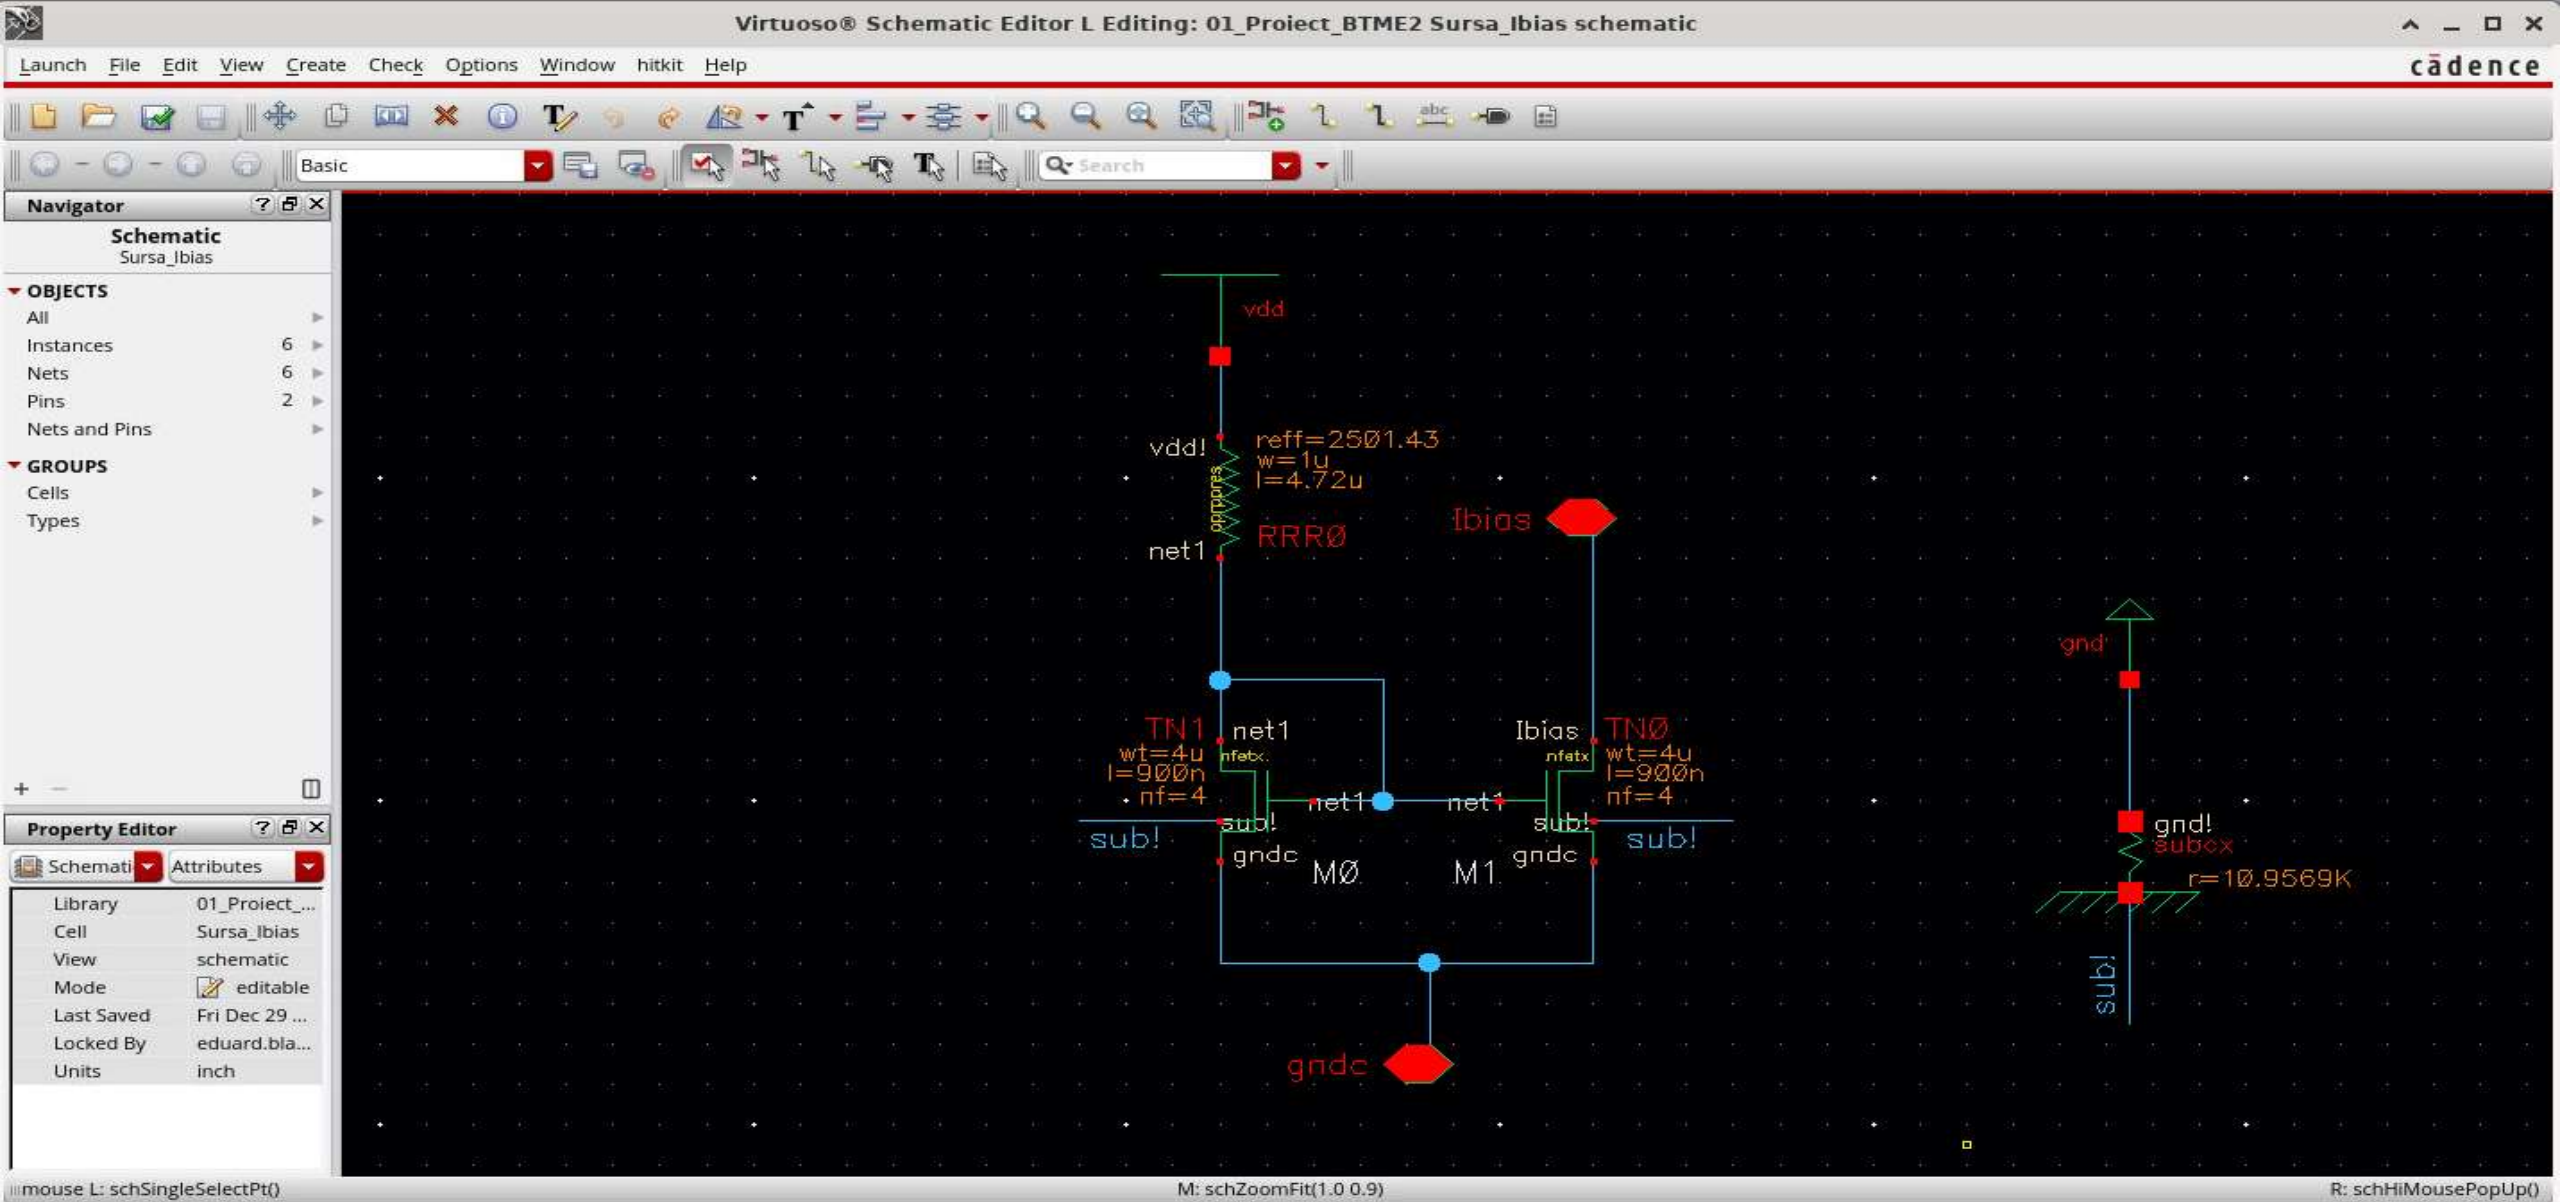 Virtuoso® Schematic Editor L Editing: 01_Proiect_BTME2 Sursa_Ibias schematic
Launch File Edit View Create Check Options Window hitkit Help
cādence
abc
Basic
Search
Navigator
Schematic
Sursa_Ibias
OBJECTS
All
Instances 6
Nets 6
Pins 2
Nets and Pins
GROUPS
Cells
Types
Property Editor
Schemati Attributes
Library 01_Proiect_...
Cell Sursa_Ibias
View schematic
Mode editable
Last Saved Fri Dec 29 ...
Locked By eduard.bla...
Units inch
vdd
vdd!
reff=2501.43
w=1u
l=4.72u
oprppres
RRR0
net1
Ibias
TN1 net1
wt=4u nfetx
l=900n
nf=4
net1
sub!
sub!
gndc
M0
Ibias TN0
nfetx wt=4u
l=900n
nf=4
net1
sub!
sub!
gndc
M1
gndc
gnd
gnd!
subcx
r=10.9569K
sub!
mouse L: schSingleSelectPt()
M: schZoomFit(1.0 0.9)
R: schHiMousePopUp()